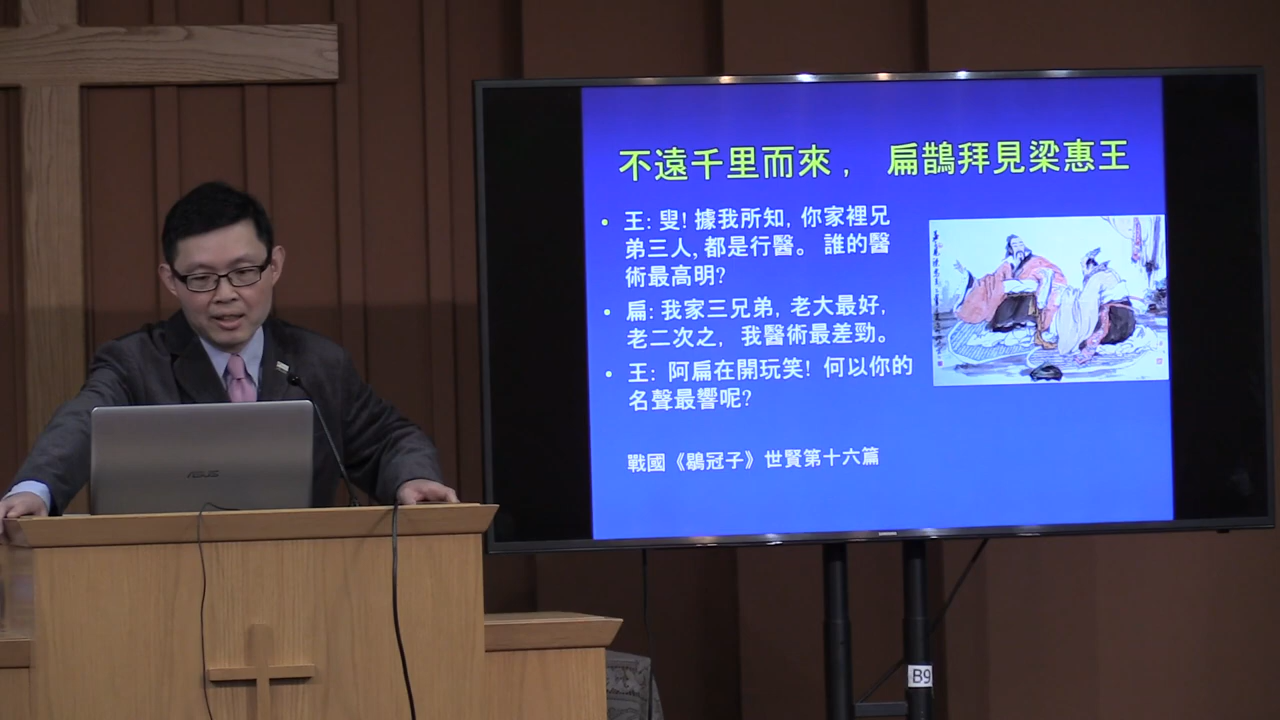 不遠千里而來， 扁鵲拜見梁惠王
• 王: 叟! 據我所知, 你家裡兄
弟三人, 都是行醫。 誰的醫
術最高明?
• 扁: 我家三兄弟, 老大最好,
老二次之, 我醫術最差勁。
• 王: 阿扁在開玩笑! 何以你的
名聲最響呢?
戰國《鶡冠子》世賢第十六篇
ASUS
B9